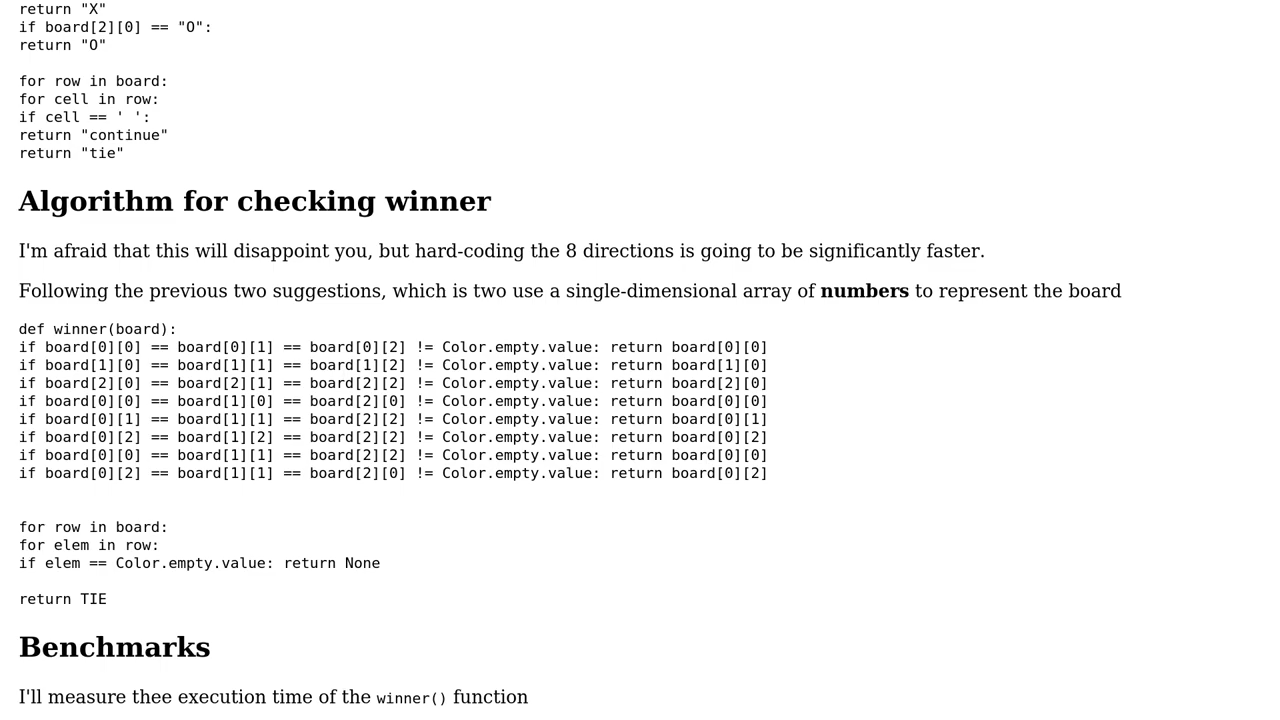 return "X"
if board[2][0] == "O":
return "O"
for row in board:
for cell in row:
if cell == ' ':
return "continue"
return "tie"
Algorithm for checking winner
I'm afraid that this will disappoint you, but hard-coding the 8 directions is going to be significantly faster.
Following the previous two suggestions, which is two use a single-dimensional array of numbers to represent the board
def winner(board):
if board[0][0] == board[0][1] == board[0][2] != Color.empty.value: return board[0][0]
if board[1][0] == board[1][1] == board[1][2] != Color.empty.value: return board[1][0]
if board[2][0] == board[2][1] == board[2][2] != Color.empty.value: return board[2][0]
if board[0][0] == board[1][0] == board[2][0] != Color.empty.value: return board[0][0]
if board[0][1] == board[1][1] == board[2][2] != Color.empty.value: return board[0][1]
if board[0][2] == board[1][2] == board[2][2] != Color.empty.value: return board[0][2]
if board[0][0] == board[1][1] == board[2][2] != Color.empty.value: return board[0][0]
if board[0][2] == board[1][1] == board[2][0] != Color.empty.value: return board[0][2]
for row in board:
for elem in row:
if elem == Color.empty.value: return None
return TIE
Benchmarks
I'll measure thee execution time of the winner() function